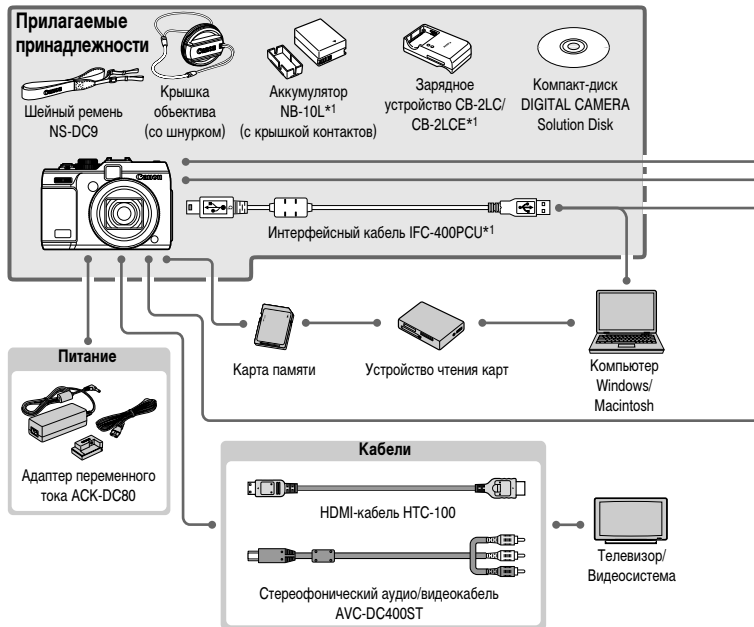 Прилагаемые
принадлежности
Canon
Canon
Шейный ремень
NS-DC9
Крышка
объектива
(со шнурком)
Аккумулятор
NB-10L*1
(с крышкой контактов)
Зарядное
устройство CB-2LC/
CB-2LCE*1
Компакт-диск
DIGITAL CAMERA
Solution Disk
Canon
Интерфейсный кабель IFC-400PCU*1
Карта памяти
Устройство чтения карт
Компьютер
Windows/
Macintosh
Питание
Адаптер переменного
тока ACK-DC80
Кабели
HDMI-кабель HTC-100
Стереофонический аудио/видеокабель
AVC-DC400ST
Телевизор/
Видеосистема